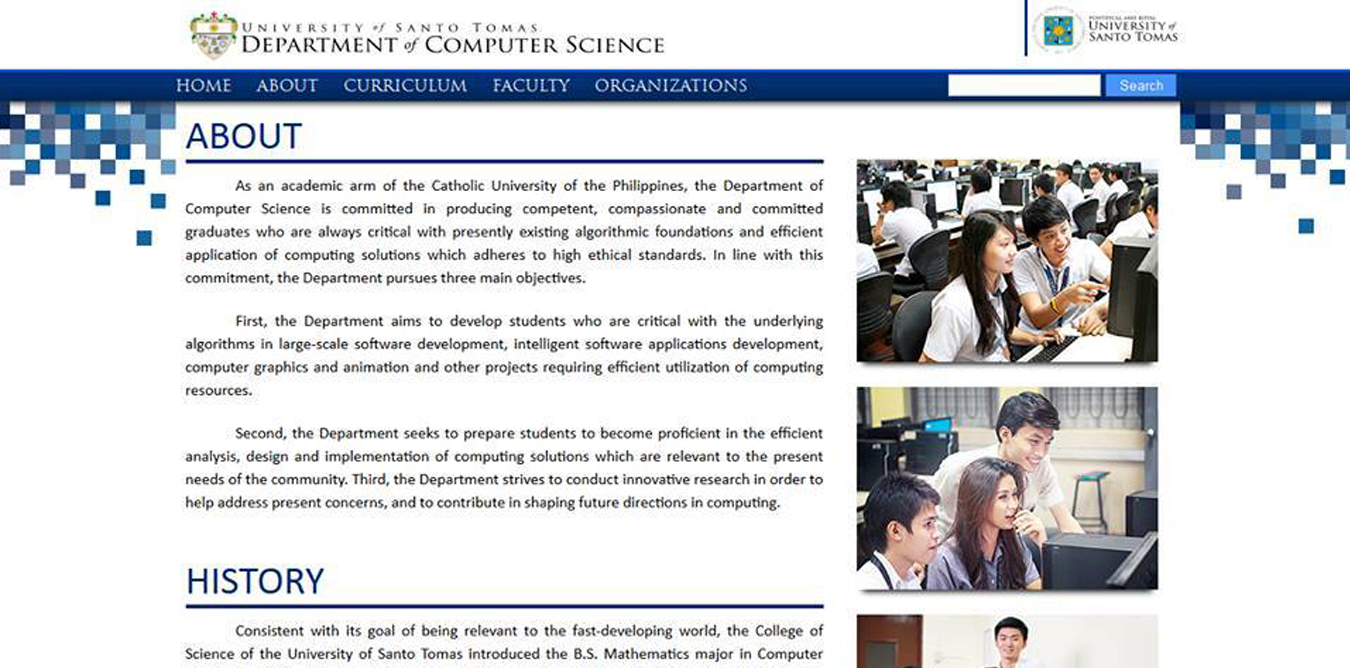 UNIVERSITY of SANTO TOMAS
DEPARTMENT of COMPUTER SCIENCE
PONTIFICAL AND ROYAL
UNIVERSITY of
SANTO TOMAS
HOME ABOUT CURRICULUM FACULTY ORGANIZATIONS Search
ABOUT
As an academic arm of the Catholic University of the Philippines, the Department of
Computer Science is committed in producing competent, compassionate and committed
graduates who are always critical with presently existing algorithmic foundations and efficient
application of computing solutions which adheres to high ethical standards. In line with this
commitment, the Department pursues three main objectives.
First, the Department aims to develop students who are critical with the underlying
algorithms in large-scale software development, intelligent software applications development,
computer graphics and animation and other projects requiring efficient utilization of computing
resources.
Second, the Department seeks to prepare students to become proficient in the efficient
analysis, design and implementation of computing solutions which are relevant to the present
needs of the community. Third, the Department strives to conduct innovative research in order to
help address present concerns, and to contribute in shaping future directions in computing.
HISTORY
Consistent with its goal of being relevant to the fast-developing world, the College of
Science of the University of Santo Tomas introduced the B.S. Mathematics major in Computer